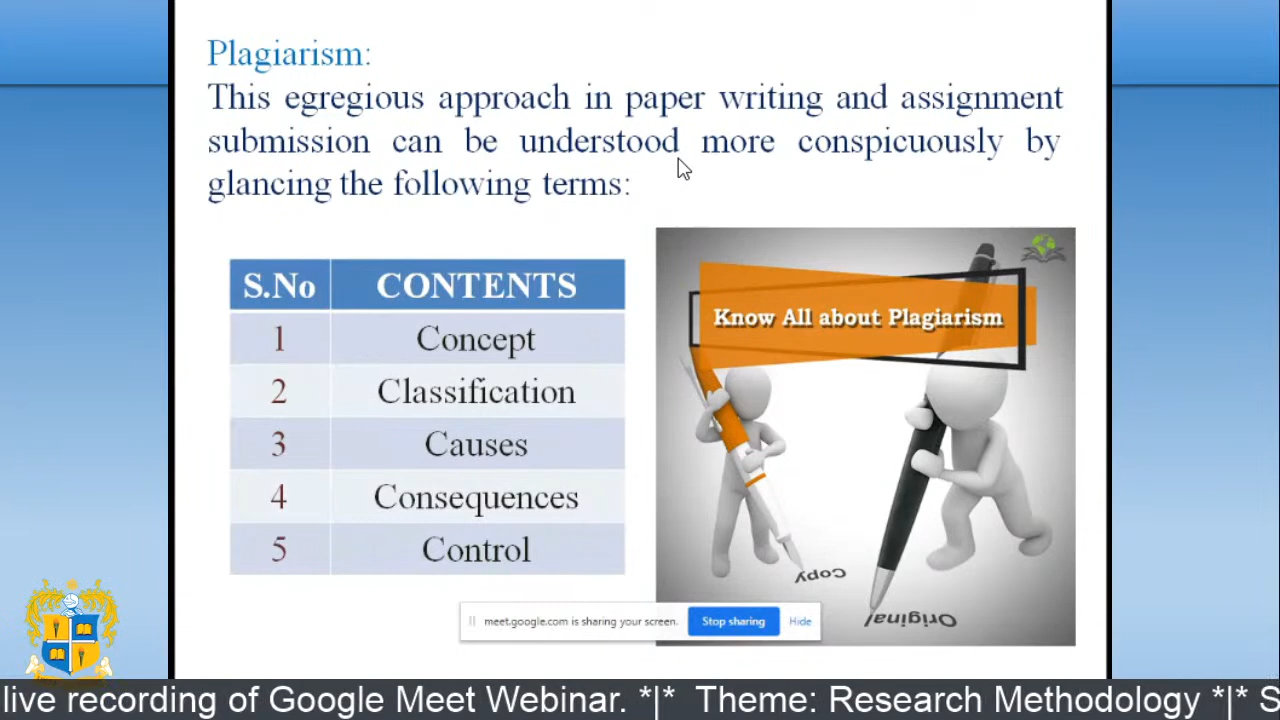 Plagiarism:
This egregious approach in paper writing and assignment
submission can be understood more conspicuously by
glancing the following terms:
S.No CONTENTS
1 Concept
2 Classification
3 Causes
4 Consequences
5 Control
Know All about Plagiarism
Copy
Original
meet.google.com is sharing your screen. Stop sharing Hide
live recording of Google Meet Webinar. *|* Theme: Research Methodology *|* S